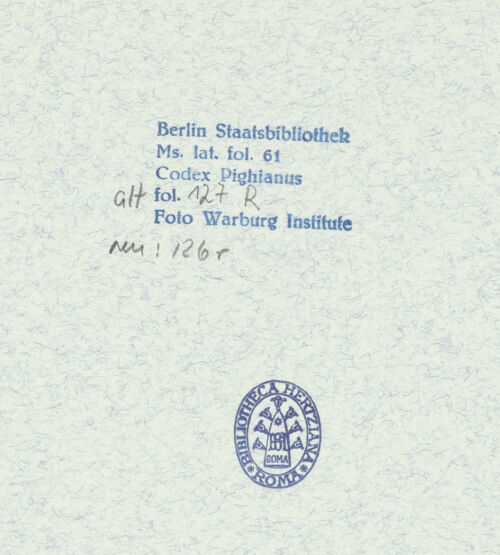 Berlin Staatsbibliothek
Ms. lat. fol. 61
Codex Pighianus
alt fol. 127 R
Foto Warburg Institute
neu: 126r
BIBLIOTHECA HERTZIANA
ROMA
ROMA